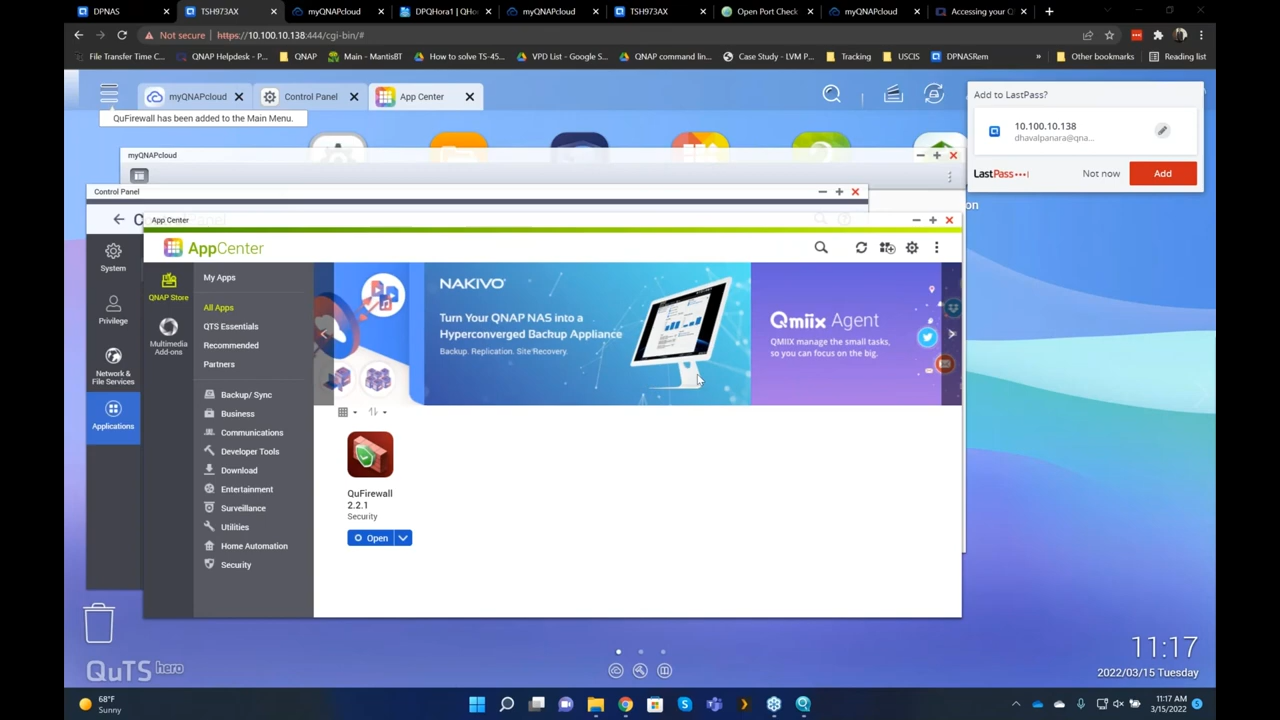 DPNAS
TSH973AX
myQNAPcloud
DPQHora1 | QHo
myQNAPcloud
TSH973AX
Open Port Check
myQNAPcloud
Accessing your Q
Not secure
https://10.100.10.138:444/cgi-bin/#
File Transfer Time C...
QNAP Helpdesk - P...
QNAP
Main - MantisBT
How to solve TS-45...
VPD List - Google S...
QNAP command lin...
Case Study - LVM P...
Tracking
USCIS
DPNASRem
»
Other bookmarks
Reading list
myQNAPcloud
Control Panel
App Center
QuFirewall has been added to the Main Menu.
Add to LastPass?
10.100.10.138
dhavalpanara@qna...
LastPass
Not now
Add
myQNAPcloud
Control Panel
App Center
AppCenter
System
Privilege
Network &
File Services
Applications
QNAP Store
Multimedia
Add-ons
My Apps
All Apps
QTS Essentials
Recommended
Partners
Backup/ Sync
Business
Communications
Developer Tools
Download
Entertainment
Surveillance
Utilities
Home Automation
Security
NAKIVO®
Turn Your QNAP NAS into a
Hyperconverged Backup Appliance
Backup. Replication. Site Recovery.
Qmiix Agent
QMIIX manage the small tasks,
so you can focus on the big.
QuFirewall
2.2.1
Security
Open
QuTS hero
11:17
2022/03/15 Tuesday
68°F
Sunny
11:17 AM
3/15/2022